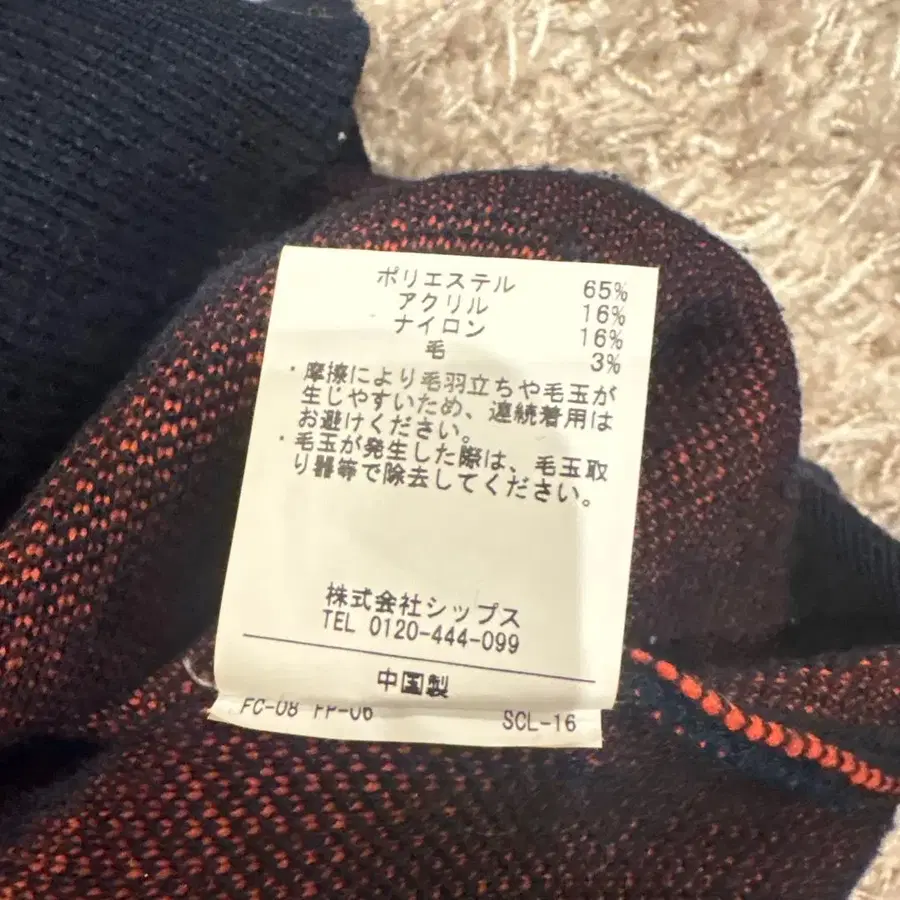 ポリエステル 65%
アクリル 16%
ナイロン 16%
毛 3%
・摩擦により毛羽立ちや毛玉が
生じやすいため、連続着用は
お避けください。
・毛玉が発生した際は、毛玉取
り器等で除去してください。
株式会社シップス
TEL 0120-444-099
中国製
FC-08 FP-06 SCL-16